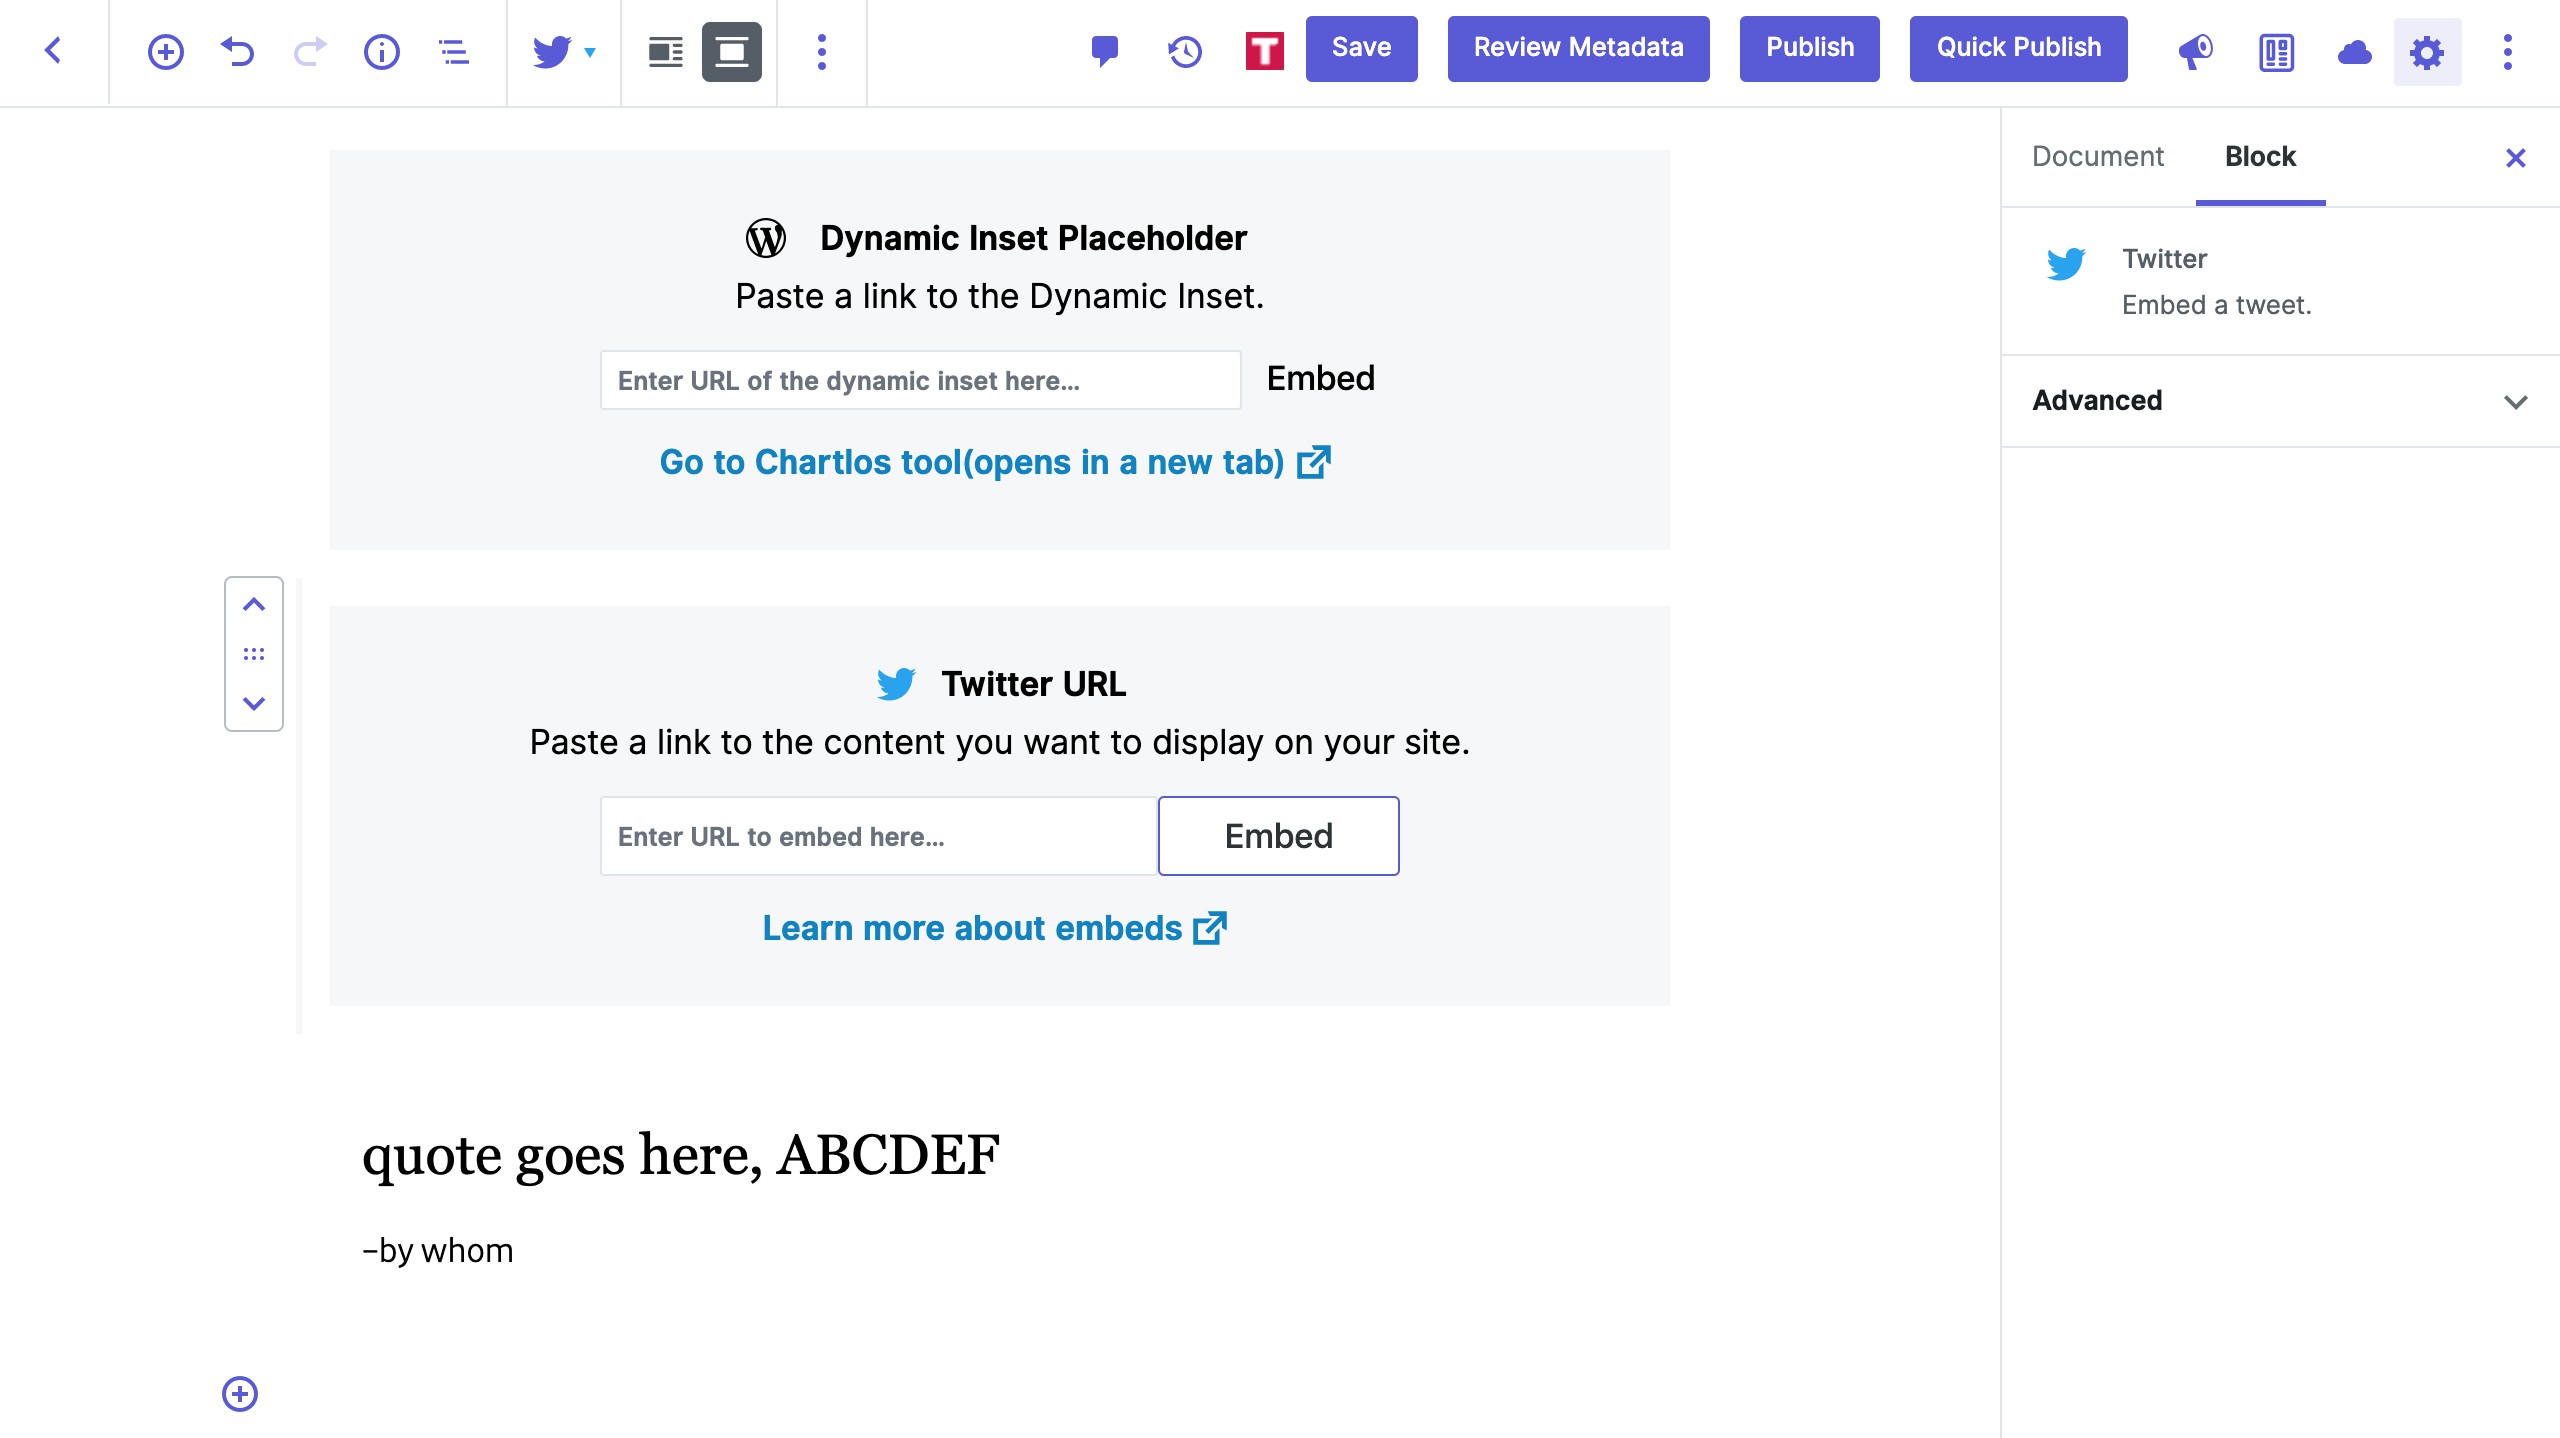 T Save Review Metadata Publish Quick Publish
Document Block
Twitter
Embed a tweet.
Advanced
Dynamic Inset Placeholder
Paste a link to the Dynamic Inset.
Enter URL of the dynamic inset here... Embed
Go to Chartlos tool(opens in a new tab)
Twitter URL
Paste a link to the content you want to display on your site.
Enter URL to embed here... Embed
Learn more about embeds
quote goes here, ABCDEF
–by whom